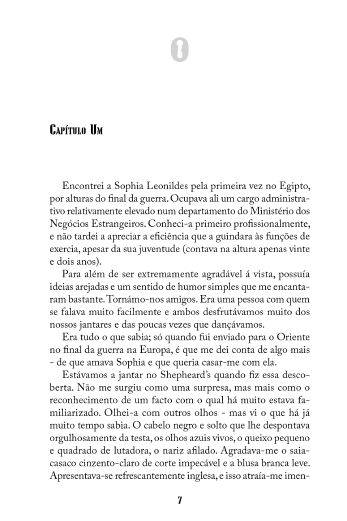 Capítulo Um
Encontrei a Sophia Leonildes pela primeira vez no Egipto,
por alturas do final da guerra. Ocupava ali um cargo administra-
tivo relativamente elevado num departamento do Ministério dos
Negócios Estrangeiros. Conheci-a primeiro profissionalmente,
e não tardei a apreciar a eficiência que a guindara às funções de
exercia, apesar da sua juventude (contava na altura apenas vinte
e dois anos).
Para além de ser extremamente agradável á vista, possuía
ideias arejadas e um sentido de humor simples que me encanta-
ram bastante. Tornámo-nos amigos. Era uma pessoa com quem
se falava muito facilmente e ambos desfrutávamos muito dos
nossos jantares e das poucas vezes que dançávamos.
Era tudo o que sabia; só quando fui enviado para o Oriente
no final da guerra na Europa, é que me dei conta de algo mais
- de que amava Sophia e que queria casar-me com ela.
Estávamos a jantar no Shepheard's quando fiz essa desco-
berta. Não me surgiu como uma surpresa, mas mais como o
reconhecimento de um facto com o qual há muito estava fa-
miliarizado. Olhei-a com outros olhos - mas vi o que há já
muito tempo sabia. O cabelo negro e solto que lhe despontava
orgulhosamente da testa, os olhos azuis vivos, o queixo pequeno
e quadrado de lutadora, o nariz afilado. Agradava-me o saia-
casaco cinzento-claro de corte impecável e a blusa branca leve.
Apresentava-se refrescantemente inglesa, e isso atraía-me imen-
7